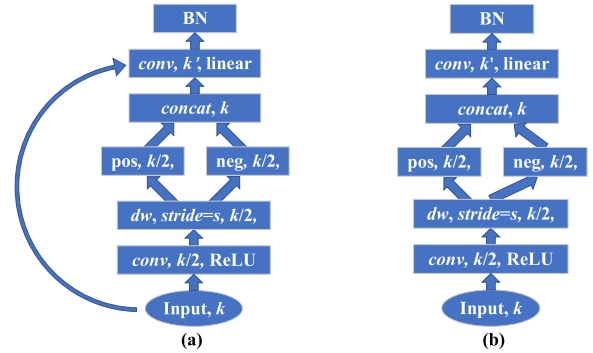 BN
conv, k', linear
concat, k
pos, k/2,
neg, k/2,
dw, stride=s, k/2,
conv, k/2, ReLU
Input, k
(a)
BN
conv, k', linear
concat, k
pos, k/2,
neg, k/2,
dw, stride=s, k/2,
conv, k/2, ReLU
Input, k
(b)